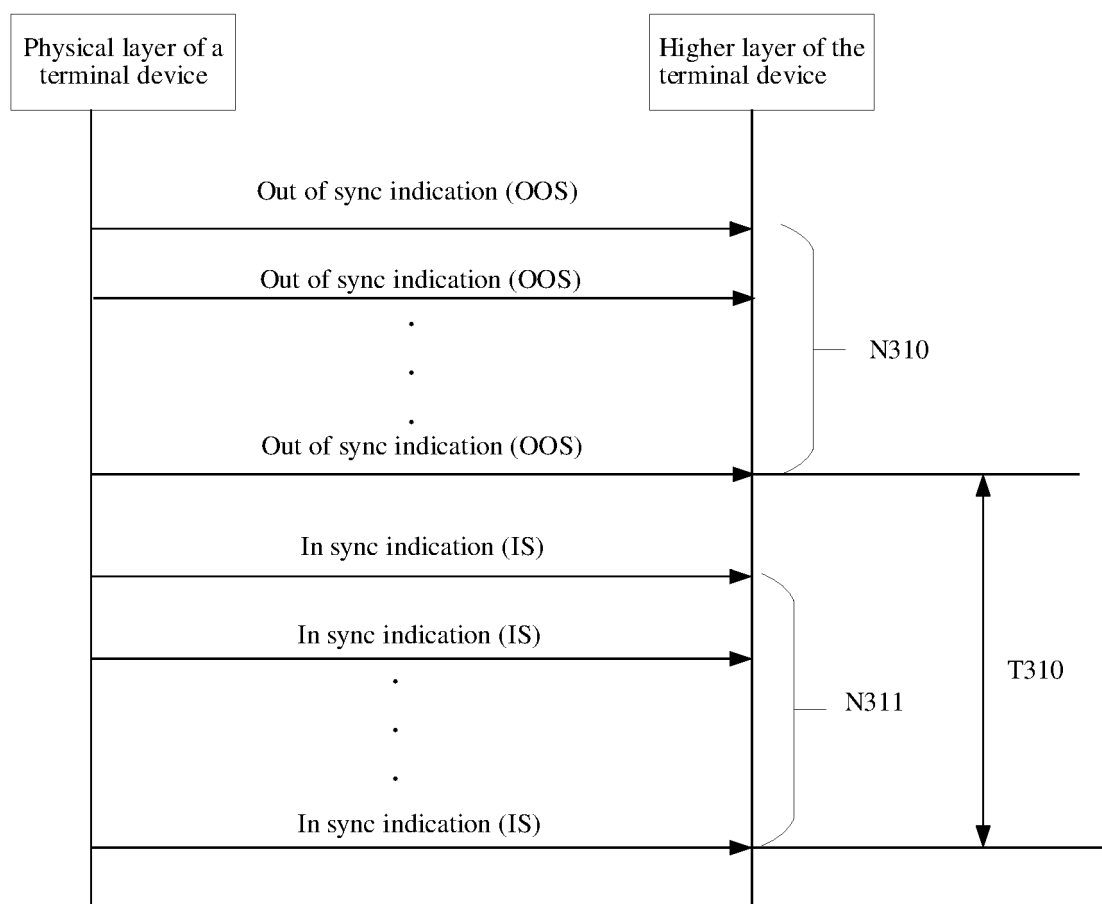 Physical layer of a
terminal device
Higher layer of the
terminal device
Out of sync indication (OOS)
Out of sync indication (OOS)
N310
Out of sync indication (OOS)
In sync indication (IS)
In sync indication (IS)
T310
N311
In sync indication (IS)